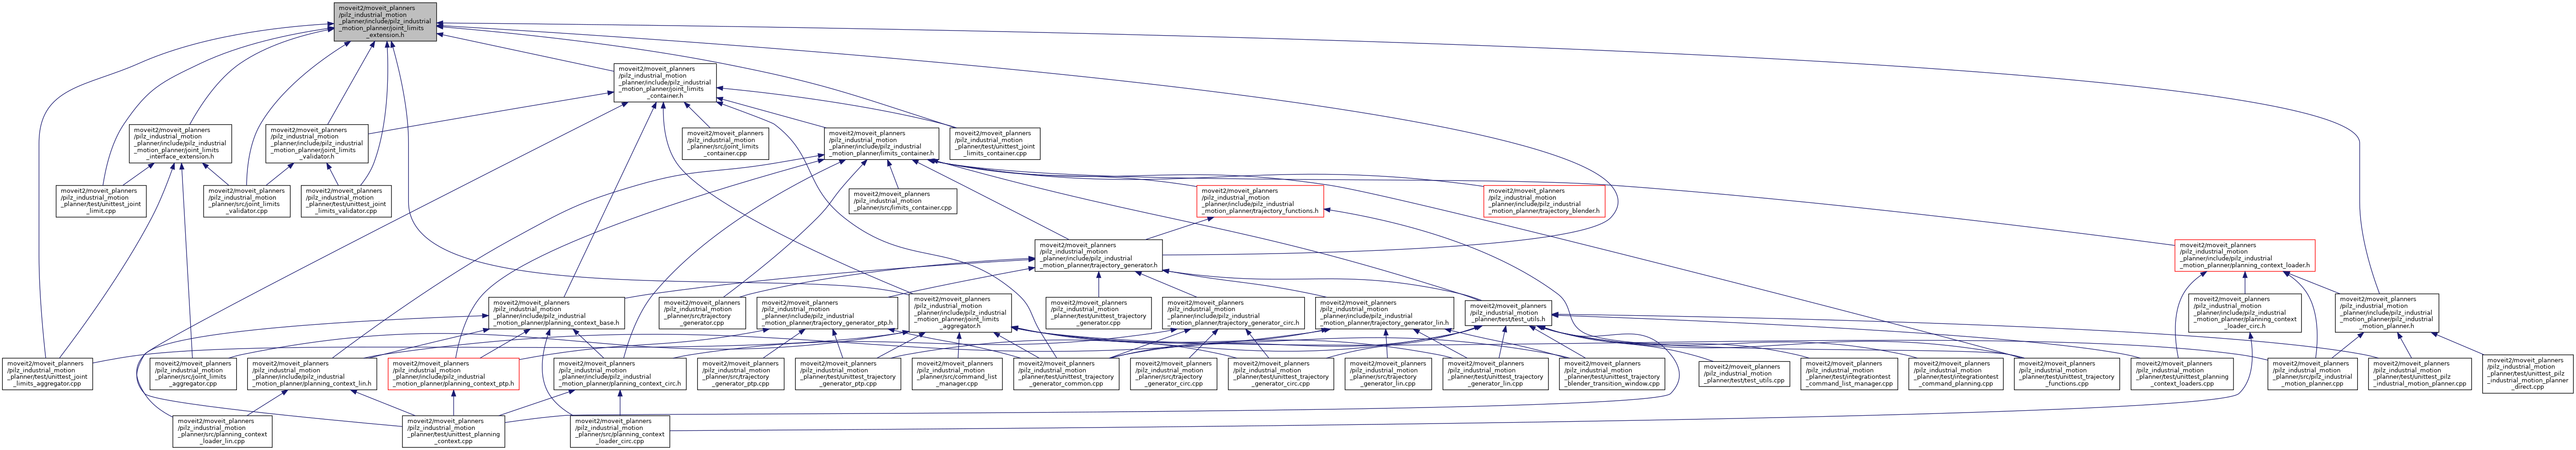 moveit2/moveit_planners
/pilz_industrial_motion
_planner/include/pilz_industrial
_motion_planner/joint_limits
_extension.h
moveit2/moveit_planners
/pilz_industrial_motion
_planner/include/pilz_industrial
_motion_planner/joint_limits
_container.h
moveit2/moveit_planners
/pilz_industrial_motion
_planner/include/pilz_industrial
_motion_planner/joint_limits
_interface_extension.h
moveit2/moveit_planners
/pilz_industrial_motion
_planner/include/pilz_industrial
_motion_planner/joint_limits
_validator.h
moveit2/moveit_planners
/pilz_industrial_motion
_planner/src/joint_limits
_container.cpp
moveit2/moveit_planners
/pilz_industrial_motion
_planner/include/pilz_industrial
_motion_planner/limits_container.h
moveit2/moveit_planners
/pilz_industrial_motion
_planner/test/unittest_joint
_limits_container.cpp
moveit2/moveit_planners
/pilz_industrial_motion
_planner/test/unittest_joint
_limit.cpp
moveit2/moveit_planners
/pilz_industrial_motion
_planner/src/joint_limits
_validator.cpp
moveit2/moveit_planners
/pilz_industrial_motion
_planner/test/unittest_joint
_limits_validator.cpp
moveit2/moveit_planners
/pilz_industrial_motion
_planner/src/limits_container.cpp
moveit2/moveit_planners
/pilz_industrial_motion
_planner/include/pilz_industrial
_motion_planner/trajectory_functions.h
moveit2/moveit_planners
/pilz_industrial_motion
_planner/include/pilz_industrial
_motion_planner/trajectory_blender.h
moveit2/moveit_planners
/pilz_industrial_motion
_planner/include/pilz_industrial
_motion_planner/trajectory_generator.h
moveit2/moveit_planners
/pilz_industrial_motion
_planner/include/pilz_industrial
_motion_planner/planning_context_loader.h
moveit2/moveit_planners
/pilz_industrial_motion
_planner/include/pilz_industrial
_motion_planner/planning_context_base.h
moveit2/moveit_planners
/pilz_industrial_motion
_planner/src/trajectory
_generator.cpp
moveit2/moveit_planners
/pilz_industrial_motion
_planner/include/pilz_industrial
_motion_planner/trajectory_generator_ptp.h
moveit2/moveit_planners
/pilz_industrial_motion
_planner/include/pilz_industrial
_motion_planner/joint_limits
_aggregator.h
moveit2/moveit_planners
/pilz_industrial_motion
_planner/test/unittest_trajectory
_generator.cpp
moveit2/moveit_planners
/pilz_industrial_motion
_planner/include/pilz_industrial
_motion_planner/trajectory_generator_circ.h
moveit2/moveit_planners
/pilz_industrial_motion
_planner/include/pilz_industrial
_motion_planner/trajectory_generator_lin.h
moveit2/moveit_planners
/pilz_industrial_motion
_planner/test/test_utils.h
moveit2/moveit_planners
/pilz_industrial_motion
_planner/include/pilz_industrial
_motion_planner/planning_context
_loader_circ.h
moveit2/moveit_planners
/pilz_industrial_motion
_planner/include/pilz_industrial
_motion_planner/pilz_industrial
_motion_planner.h
moveit2/moveit_planners
/pilz_industrial_motion
_planner/test/unittest_joint
_limits_aggregator.cpp
moveit2/moveit_planners
/pilz_industrial_motion
_planner/src/joint_limits
_aggregator.cpp
moveit2/moveit_planners
/pilz_industrial_motion
_planner/include/pilz_industrial
_motion_planner/planning_context_lin.h
moveit2/moveit_planners
/pilz_industrial_motion
_planner/include/pilz_industrial
_motion_planner/planning_context_ptp.h
moveit2/moveit_planners
/pilz_industrial_motion
_planner/include/pilz_industrial
_motion_planner/planning_context_circ.h
moveit2/moveit_planners
/pilz_industrial_motion
_planner/src/trajectory
_generator_ptp.cpp
moveit2/moveit_planners
/pilz_industrial_motion
_planner/test/unittest_trajectory
_generator_ptp.cpp
moveit2/moveit_planners
/pilz_industrial_motion
_planner/src/command_list
_manager.cpp
moveit2/moveit_planners
/pilz_industrial_motion
_planner/test/unittest_trajectory
_generator_common.cpp
moveit2/moveit_planners
/pilz_industrial_motion
_planner/src/trajectory
_generator_circ.cpp
moveit2/moveit_planners
/pilz_industrial_motion
_planner/test/unittest_trajectory
_generator_circ.cpp
moveit2/moveit_planners
/pilz_industrial_motion
_planner/src/trajectory
_generator_lin.cpp
moveit2/moveit_planners
/pilz_industrial_motion
_planner/test/unittest_trajectory
_generator_lin.cpp
moveit2/moveit_planners
/pilz_industrial_motion
_planner/test/unittest_trajectory
_blender_transition_window.cpp
moveit2/moveit_planners
/pilz_industrial_motion
_planner/test/test_utils.cpp
moveit2/moveit_planners
/pilz_industrial_motion
_planner/test/integrationtest
_command_list_manager.cpp
moveit2/moveit_planners
/pilz_industrial_motion
_planner/test/integrationtest
_command_planning.cpp
moveit2/moveit_planners
/pilz_industrial_motion
_planner/test/unittest_trajectory
_functions.cpp
moveit2/moveit_planners
/pilz_industrial_motion
_planner/test/unittest_planning
_context_loaders.cpp
moveit2/moveit_planners
/pilz_industrial_motion
_planner/src/pilz_industrial
_motion_planner.cpp
moveit2/moveit_planners
/pilz_industrial_motion
_planner/test/unittest_pilz
_industrial_motion_planner.cpp
moveit2/moveit_planners
/pilz_industrial_motion
_planner/test/unittest_pilz
_industrial_motion_planner
_direct.cpp
moveit2/moveit_planners
/pilz_industrial_motion
_planner/src/planning_context
_loader_lin.cpp
moveit2/moveit_planners
/pilz_industrial_motion
_planner/test/unittest_planning
_context.cpp
moveit2/moveit_planners
/pilz_industrial_motion
_planner/src/planning_context
_loader_circ.cpp